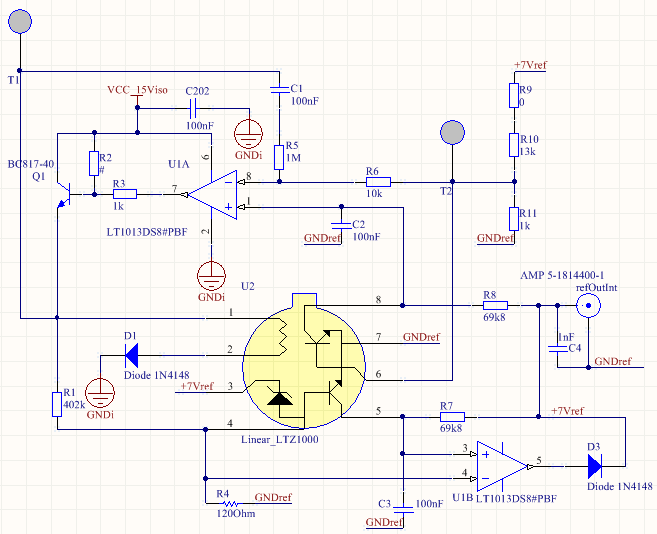 T1
+7Vref
VCC_15Viso
C202
100nF
GNDi
C1
100nF
R9
0
R10
13k
BC817-40
Q1
R2
#
R3
1k
U1A
6
7
8
1
2
R5
1M
R6
10k
T2
R11
1k
GNDref
LT1013DS8#PBF
C2
100nF
GNDref
GNDi
U2
AMP 5-1814400-1
refOutInt
1
8
R8
69k8
D1
2
7
GNDref
1nF
C4
GNDref
Diode 1N4148
GNDi
+7Vref
3
6
R1
402k
4
5
R7
69k8
+7Vref
Linear_LTZ1000
3
4
5
D3
Diode 1N4148
U1B
LT1013DS8#PBF
R4
120Ohm
GNDref
C3
100nF
GNDref